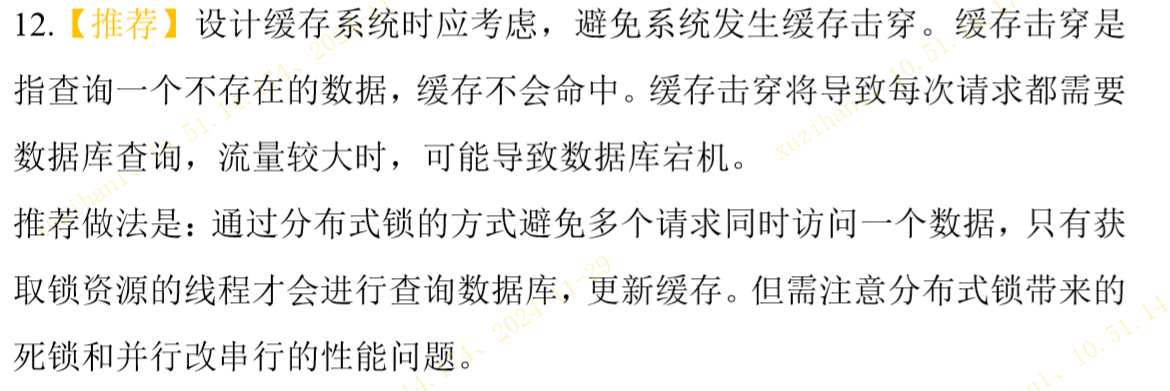 12.【推荐】设计缓存系统时应考虑，避免系统发生缓存击穿。缓存击穿是
指查询一个不存在的数据，缓存不会命中。缓存击穿将导致每次请求都需要
数据库查询，流量较大时，可能导致数据库宕机。
推荐做法是：通过分布式锁的方式避免多个请求同时访问一个数据，只有获
取锁资源的线程才会进行查询数据库，更新缓存。但需注意分布式锁带来的
死锁和并行改串行的性能问题。